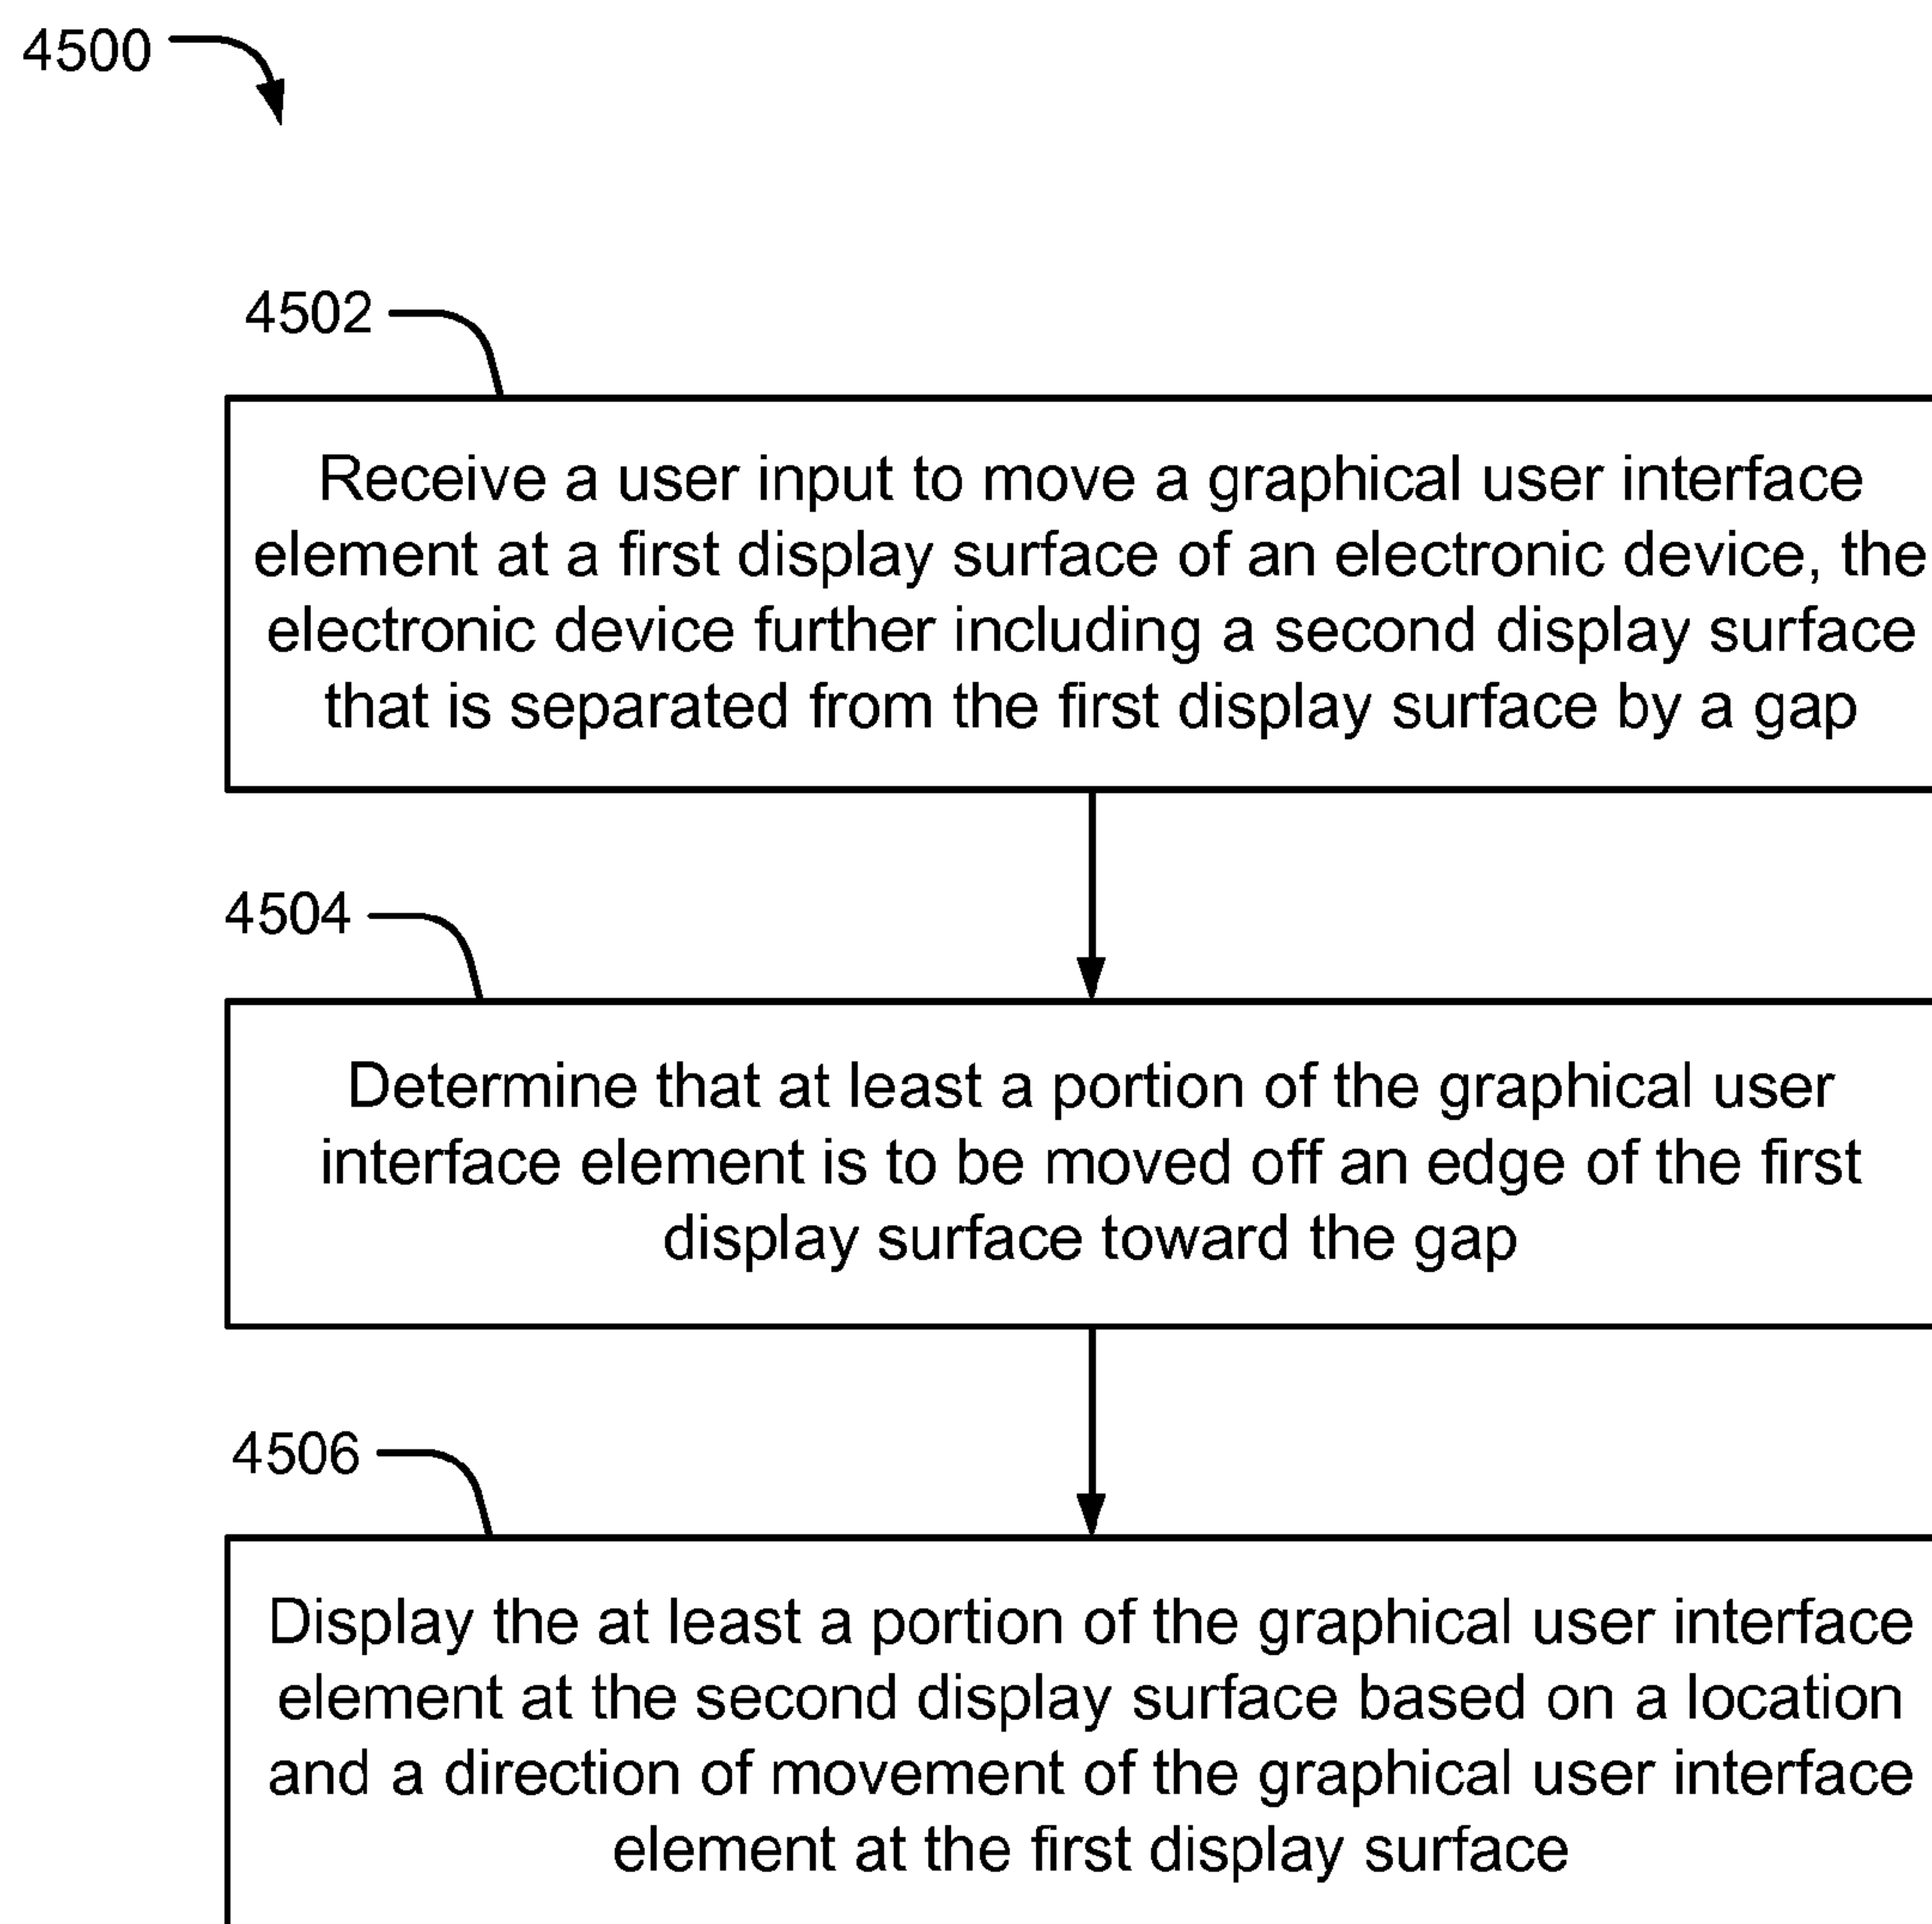 4500
4502
Receive a user input to move a graphical user interface
element at a first display surface of an electronic device, the
electronic device further including a second display surface
that is separated from the first display surface by a gap
4504
Determine that at least a portion of the graphical user
interface element is to be moved off an edge of the first
display surface toward the gap
4506
Display the at least a portion of the graphical user interface
element at the second display surface based on a location
and a direction of movement of the graphical user interface
element at the first display surface